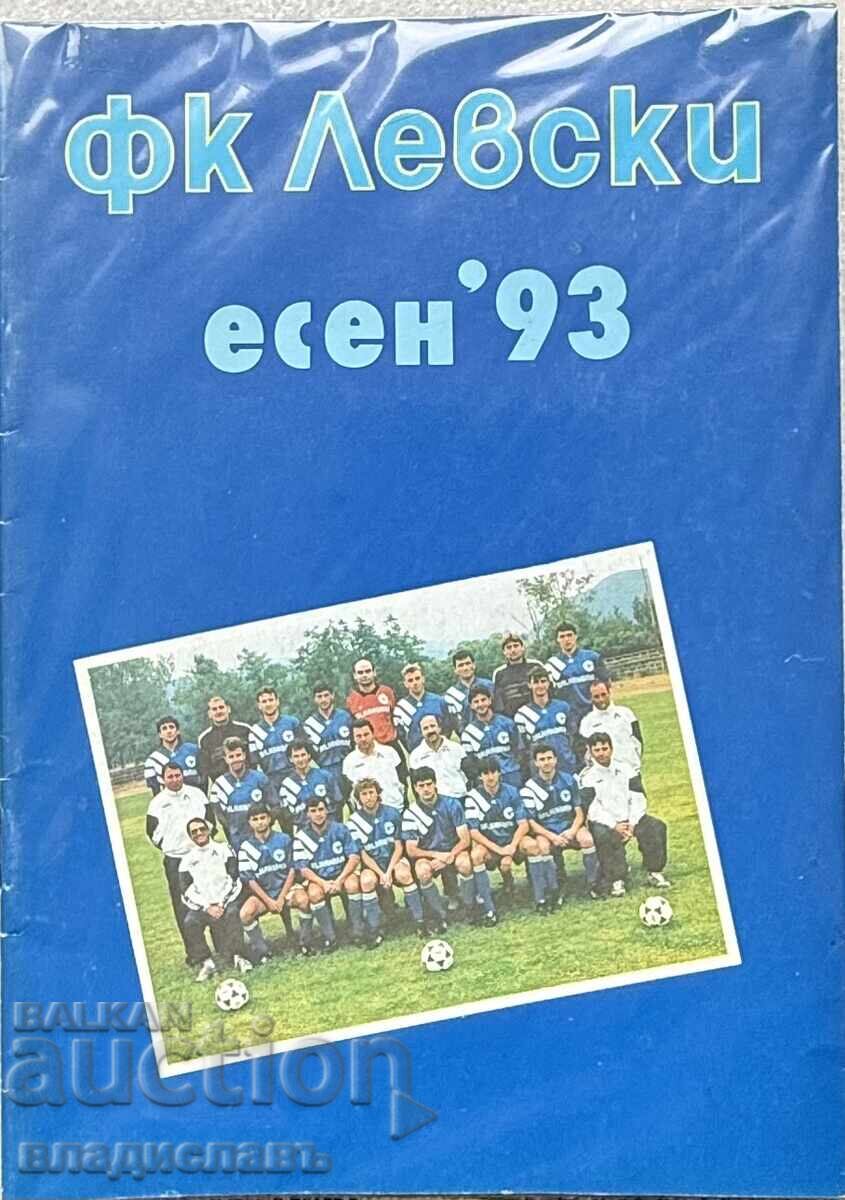 фк Левски
есен '93
BALKAN
auction
владиславъ